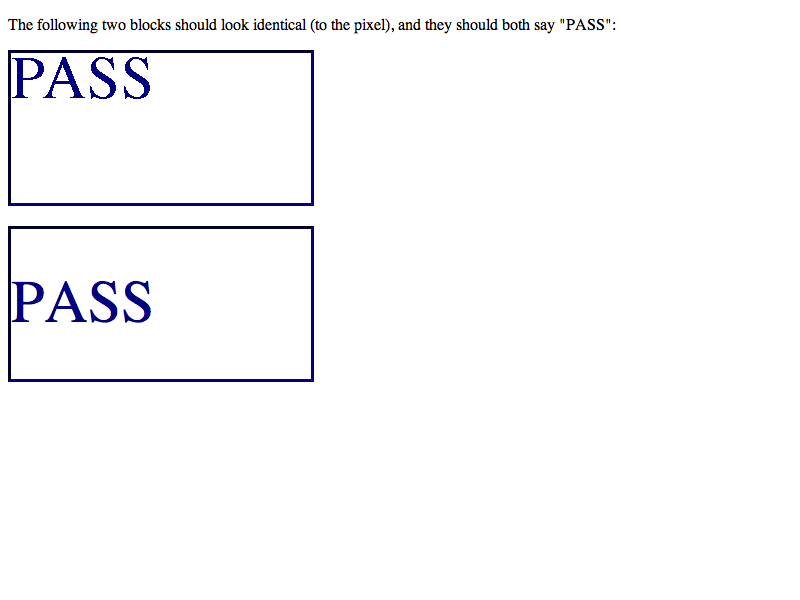 The following two blocks should look identical (to the pixel), and they should both say "PASS":
PASS
PASS